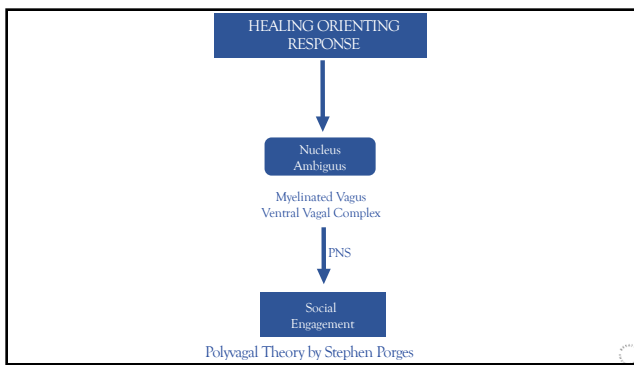 HEALING ORIENTING
RESPONSE
Nucleus
Ambiguus
Myelinated Vagus
Ventral Vagal Complex
PNS
Social
Engagement
Polyvagal Theory by Stephen Porges